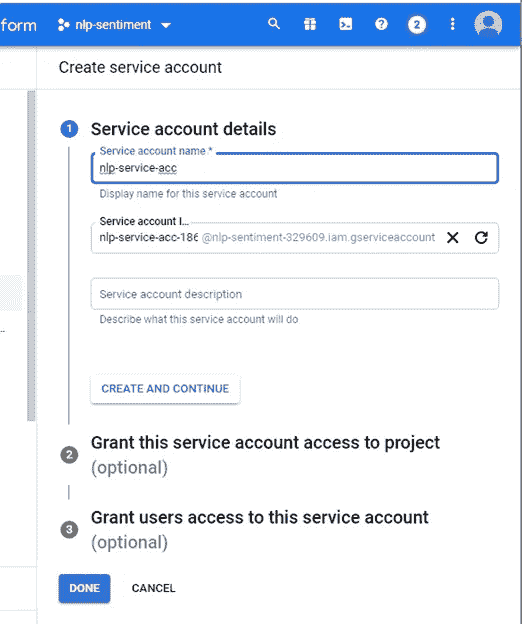 form nlp-sentiment 2
Create service account
1 Service account details
Service account name *
nlp-service-acc
Display name for this service account
Service account I...
nlp-service-acc-186 @nlp-sentiment-329609.iam.gserviceaccount
Service account description
Describe what this service account will do
CREATE AND CONTINUE
2 Grant this service account access to project
(optional)
3 Grant users access to this service account
(optional)
DONE CANCEL